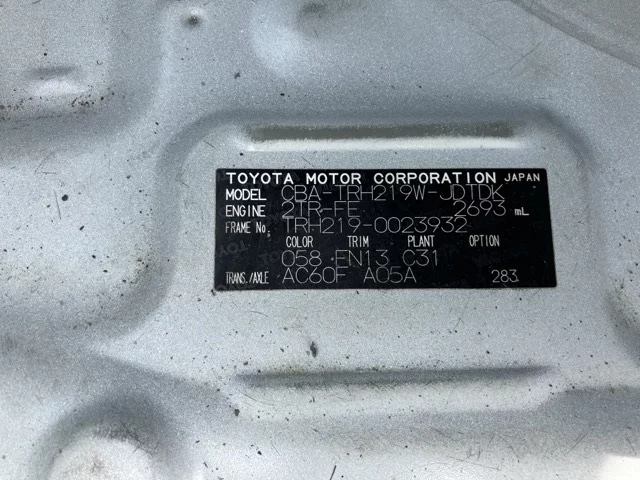 TOYOTA MOTOR CORPORATION JAPAN
MODEL CBA-TRH219W-JDTDK
ENGINE 2TR-FE 2693 mL
FRAME No. TRH219-0023932
COLOR TRIM PLANT OPTION
058 EN13 C31
TRANS./AXLE AC60F A05A 283